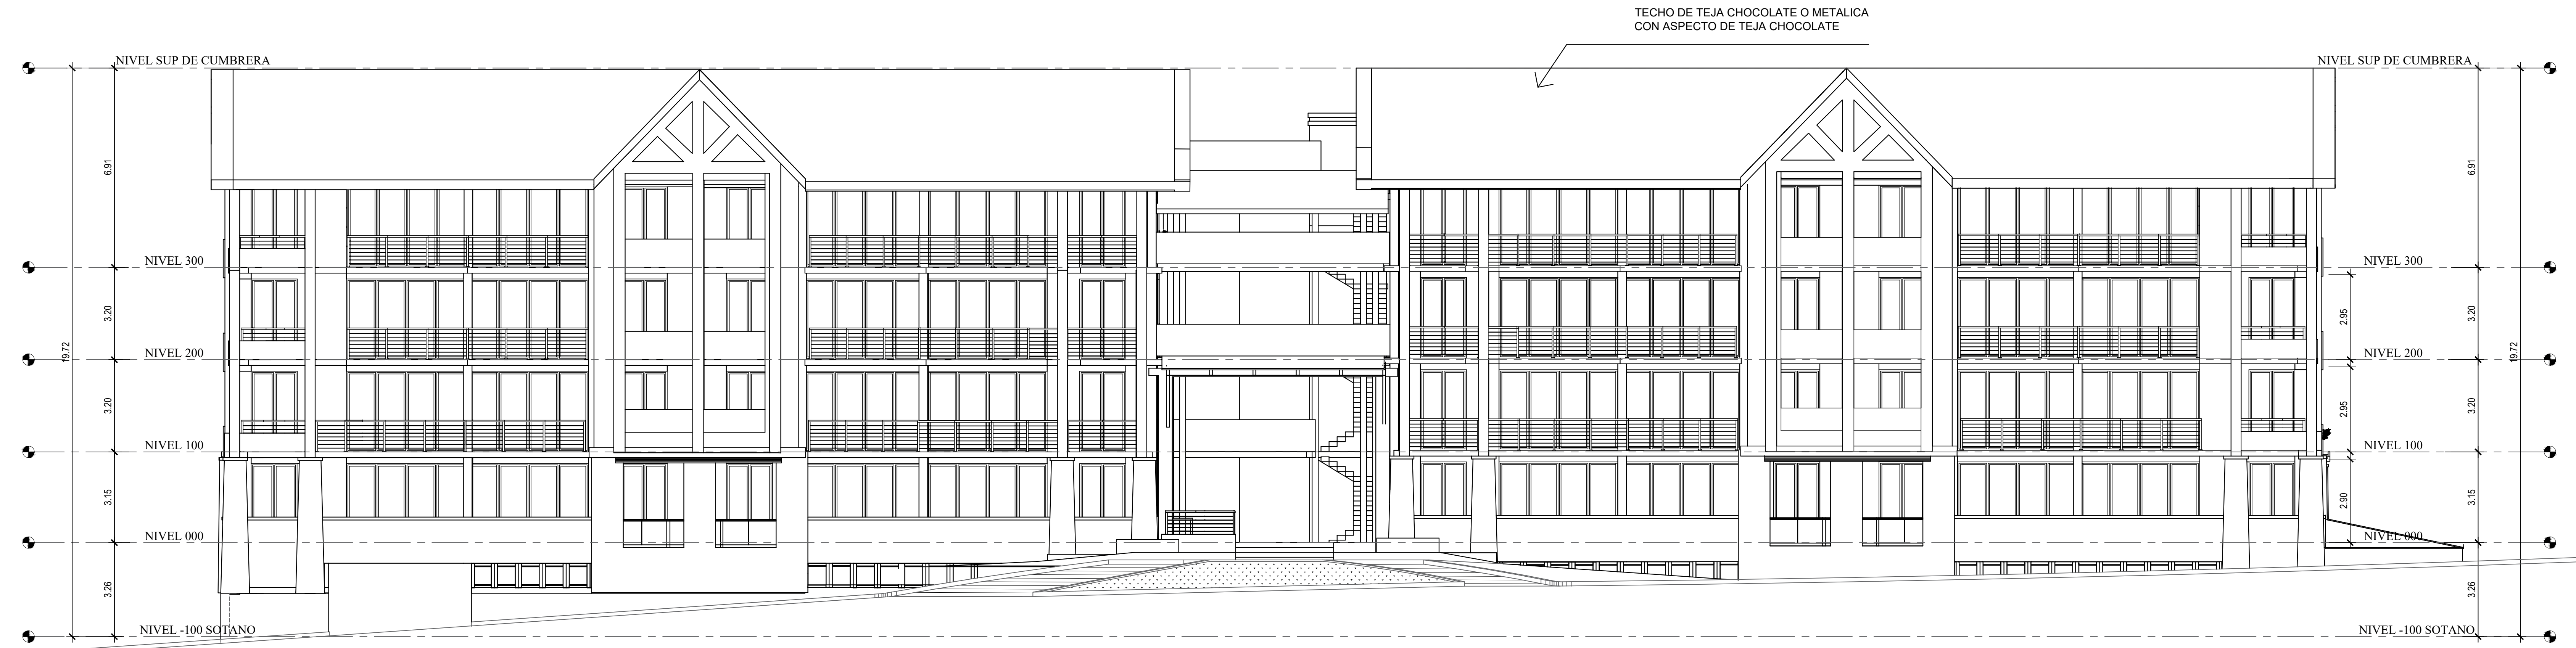 TECHO DE TEJA CHOCOLATE O METALICA
CON ASPECTO DE TEJA CHOCOLATE
NIVEL SUP DE CUMBRERA
NIVEL SUP DE CUMBRERA
6.91
6.91
NIVEL 300
NIVEL 300
3.20
2.95
3.20
19.72
NIVEL 200
NIVEL 200
19.72
3.20
2.95
3.20
NIVEL 100
NIVEL 100
3.15
2.90
3.15
NIVEL 000
NIVEL 000
3.26
3.26
NIVEL -100 SOTANO
NIVEL -100 SOTANO